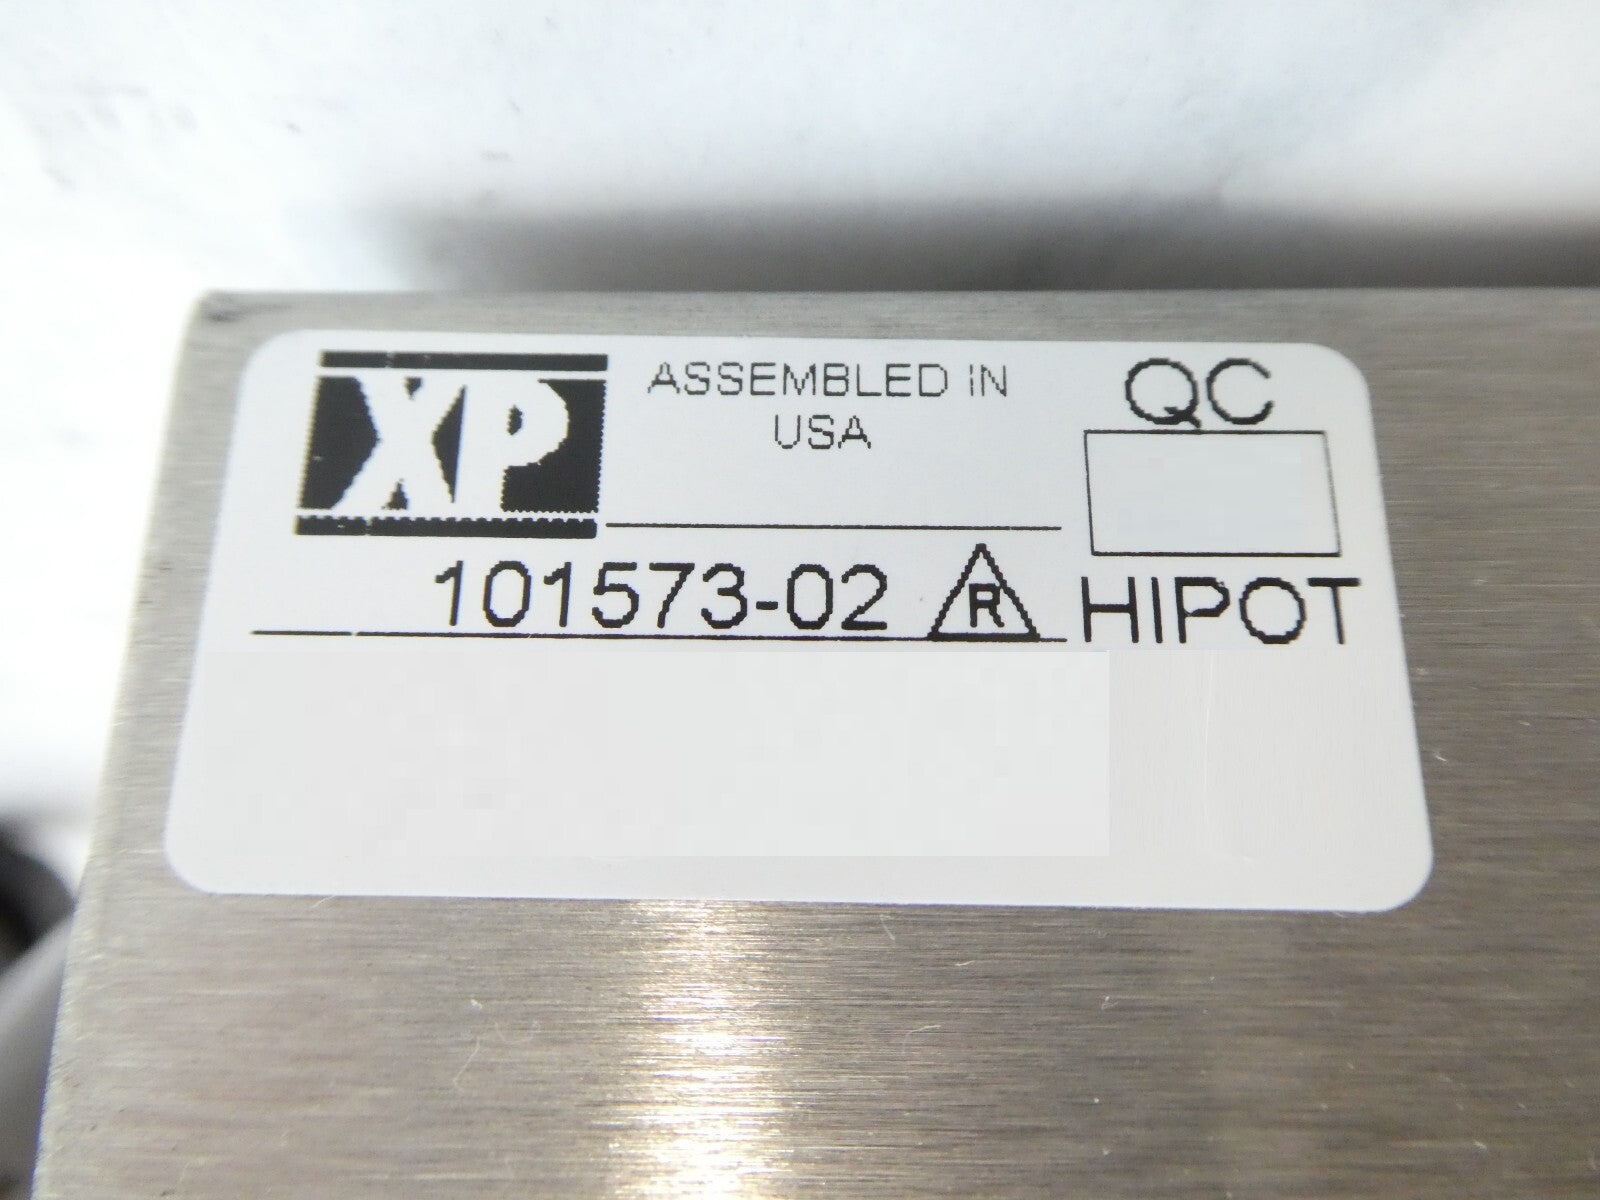 XP
ASSEMBLED IN
USA
QC
101573-02 R
HIPOT